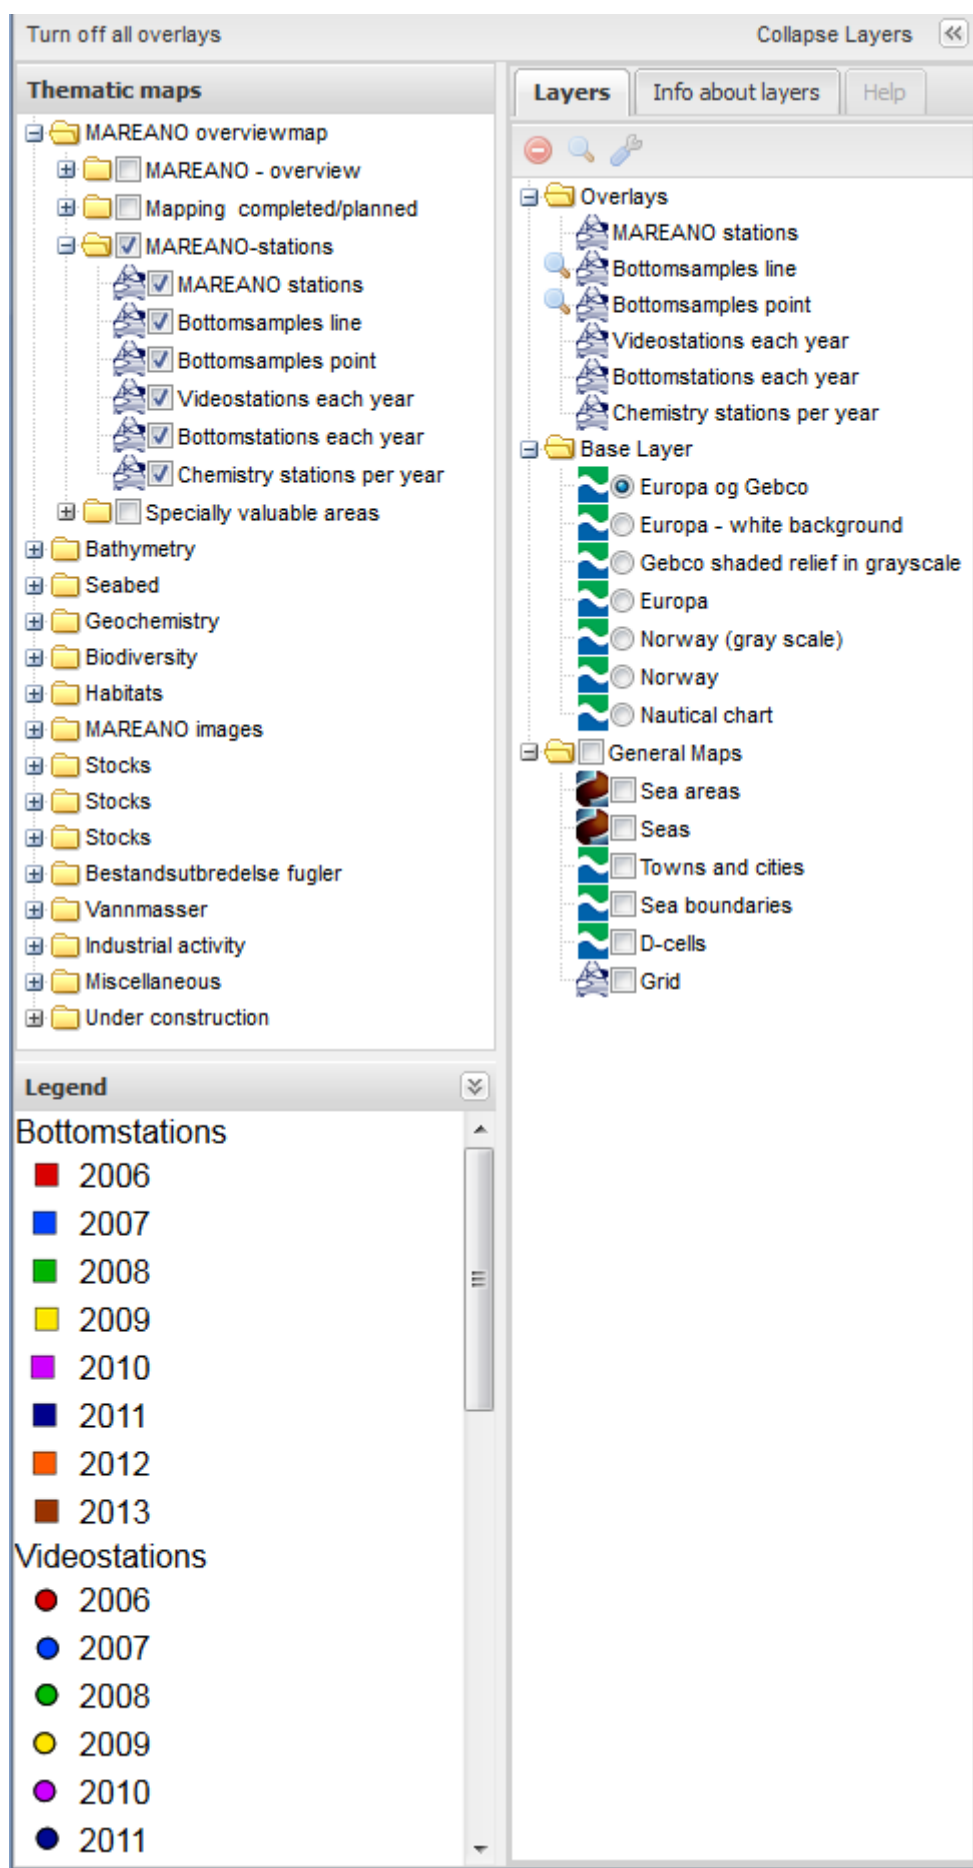 Turn off all overlays
Collapse Layers
Thematic maps
MAREANO overviewmap
MAREANO - overview
Mapping completed/planned
MAREANO-stations
MAREANO stations
Bottomsamples line
Bottomsamples point
Videostations each year
Bottomstations each year
Chemistry stations per year
Specially valuable areas
Bathymetry
Seabed
Geochemistry
Biodiversity
Habitats
MAREANO images
Stocks
Stocks
Stocks
Bestandsutbredelse fugler
Vannmasser
Industrial activity
Miscellaneous
Under construction
Legend
Bottomstations
2006
2007
2008
2009
2010
2011
2012
2013
Videostations
2006
2007
2008
2009
2010
2011
Layers
Info about layers
Help
Overlays
MAREANO stations
Bottomsamples line
Bottomsamples point
Videostations each year
Bottomstations each year
Chemistry stations per year
Base Layer
Europa og Gebco
Europa - white background
Gebco shaded relief in grayscale
Europa
Norway (gray scale)
Norway
Nautical chart
General Maps
Sea areas
Seas
Towns and cities
Sea boundaries
D-cells
Grid